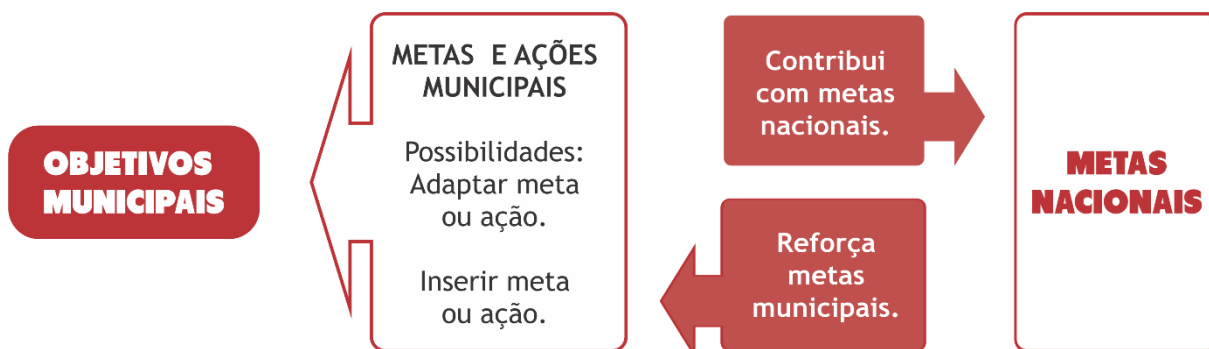 OBJETIVOS
MUNICIPAIS
METAS E AÇÕES
MUNICIPAIS
Possibilidades:
Adaptar meta
ou ação.
Inserir meta
ou ação.
Contribui
com metas
nacionais.
Reforça
metas
municipais.
METAS
NACIONAIS